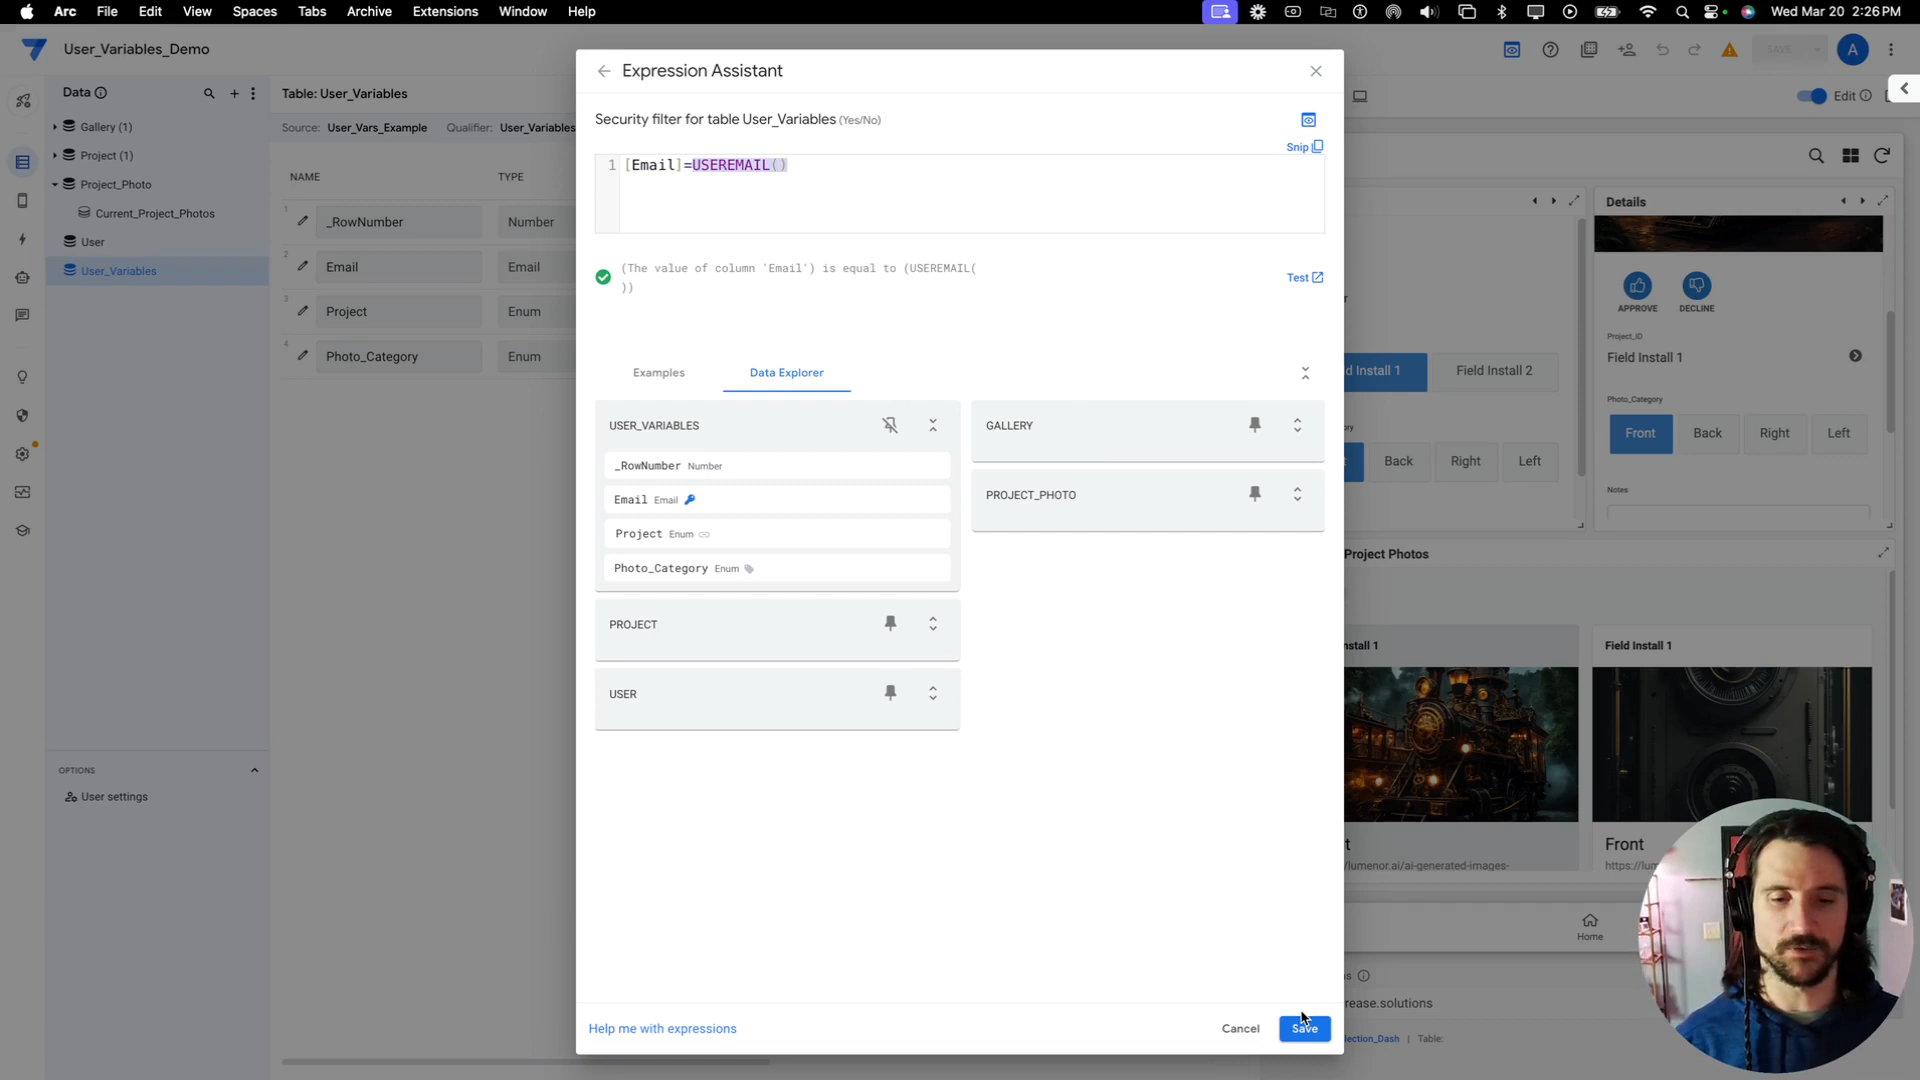 Arc File Edit View Spaces Tabs Archive Extensions Window Help Wed Mar 20 2:26 PM
User_Variables_Demo
SAVE
A
Data
Gallery (1)
Project (1)
Project_Photo
Current_Project_Photos
User
User_Variables
OPTIONS
User settings
Table: User_Variables
Source: User_Vars_Example Qualifier: User_Variables
NAME TYPE
1 _RowNumber Number
2 Email Email
3 Project Enum
4 Photo_Category Enum
Expression Assistant
Security filter for table User_Variables (Yes/No)
Snip
1 [Email]=USEREMAIL()
(The value of column 'Email') is equal to (USEREMAIL(
))
Test
Examples Data Explorer
USER_VARIABLES
_RowNumber Number
Email Email
Project Enum
Photo_Category Enum
PROJECT
USER
GALLERY
PROJECT_PHOTO
Help me with expressions
Cancel Save
Edit
Details
APPROVE DECLINE
Project_ID
Field Install 1
Photo_Category
Front Back Right Left
Notes
d Install 1 Field Install 2
Back Right Left
Project Photos
nstall 1 Field Install 1
Front
https://lum
/lumenor.ai/ai-generated-images-
Home
rease.solutions
lection_Dash | Table: